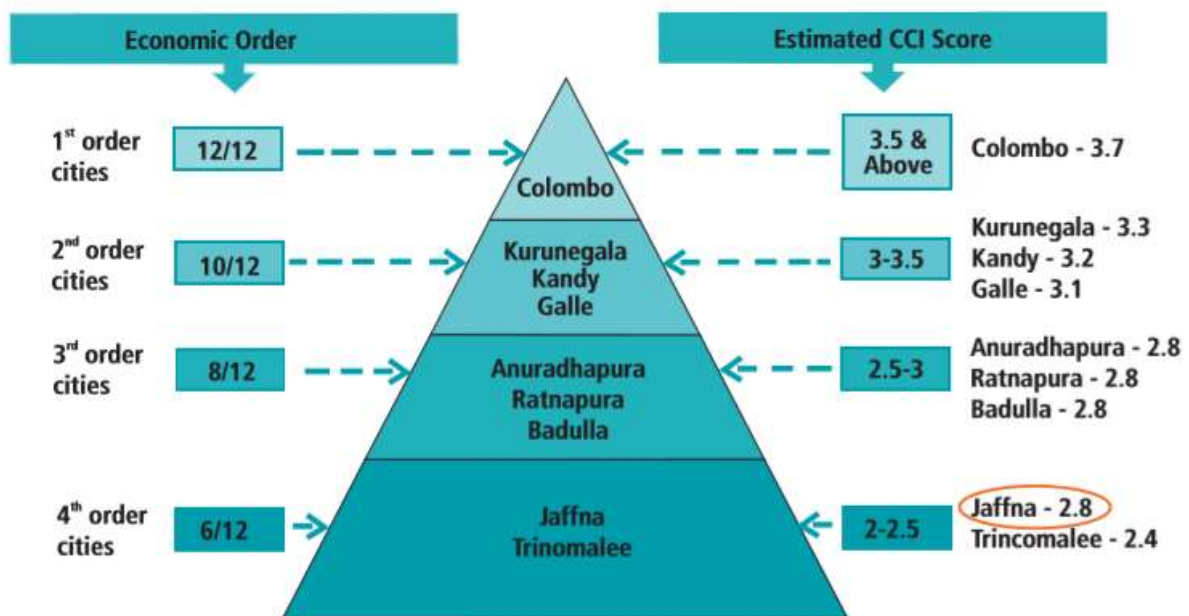 Economic Order
Estimated CCI Score
1st order
cities
12/12
Colombo
3.5 &
Above
Colombo - 3.7
2nd order
cities
10/12
Kurunegala
Kandy
Galle
3-3.5
Kurunegala - 3.3
Kandy - 3.2
Galle - 3.1
3rd order
cities
8/12
Anuradhapura
Ratnapura
Badulla
2.5-3
Anuradhapura - 2.8
Ratnapura - 2.8
Badulla - 2.8
4th order
cities
6/12
Jaffna
Trinomalee
2-2.5
Jaffna - 2.8
Trincomalee - 2.4